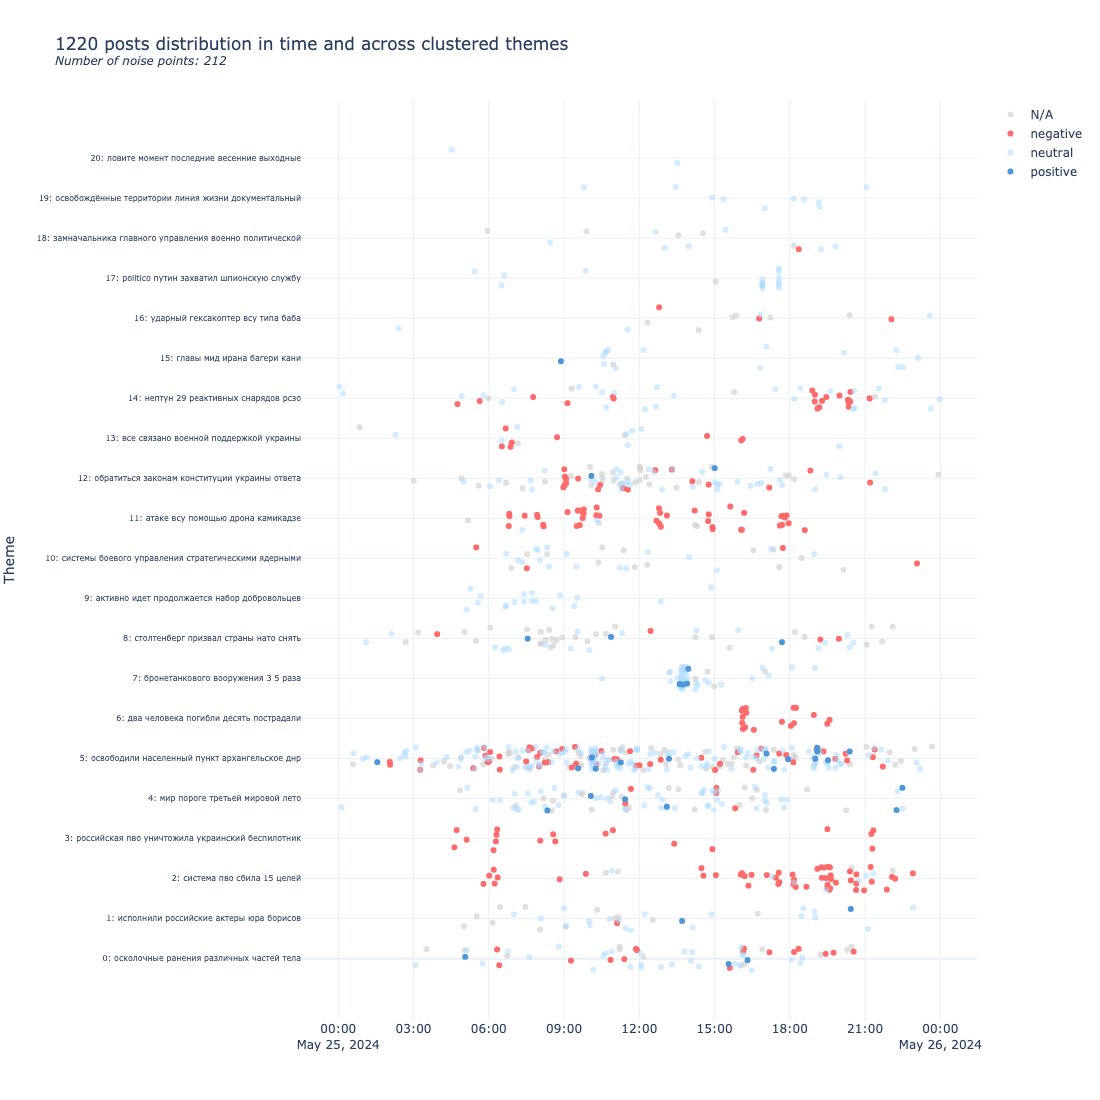 1220 posts distribution in time and across clustered themes
Number of noise points: 212
N/A
negative
neutral
positive
Theme
20: ловите момент последние весенние выходные
19: освобождённые территории линия жизни документальный
18: замначальника главного управления военно политической
17: politico путин захватил шпионскую службу
16: ударный гексакоптер всу типа баба
15: главы мид ирана багери кани
14: нептун 29 реактивных снарядов рсзо
13: все связано военной поддержкой украины
12: обратиться законам конституции украины ответа
11: атаке всу помощью дрона камикадзе
10: системы боевого управления стратегическими ядерными
9: активно идет продолжается набор добровольцев
8: столтенберг призвал страны нато снять
7: бронетанкового вооружения 3 5 раза
6: два человека погибли десять пострадали
5: освободили населенный пункт архангельское днр
4: мир пороге третьей мировой лето
3: российская пво уничтожила украинский беспилотник
2: система пво сбила 15 целей
1: исполнили российские актеры юра борисов
0: осколочные ранения различных частей тела
00:00 03:00 06:00 09:00 12:00 15:00 18:00 21:00 00:00
May 25, 2024 May 26, 2024